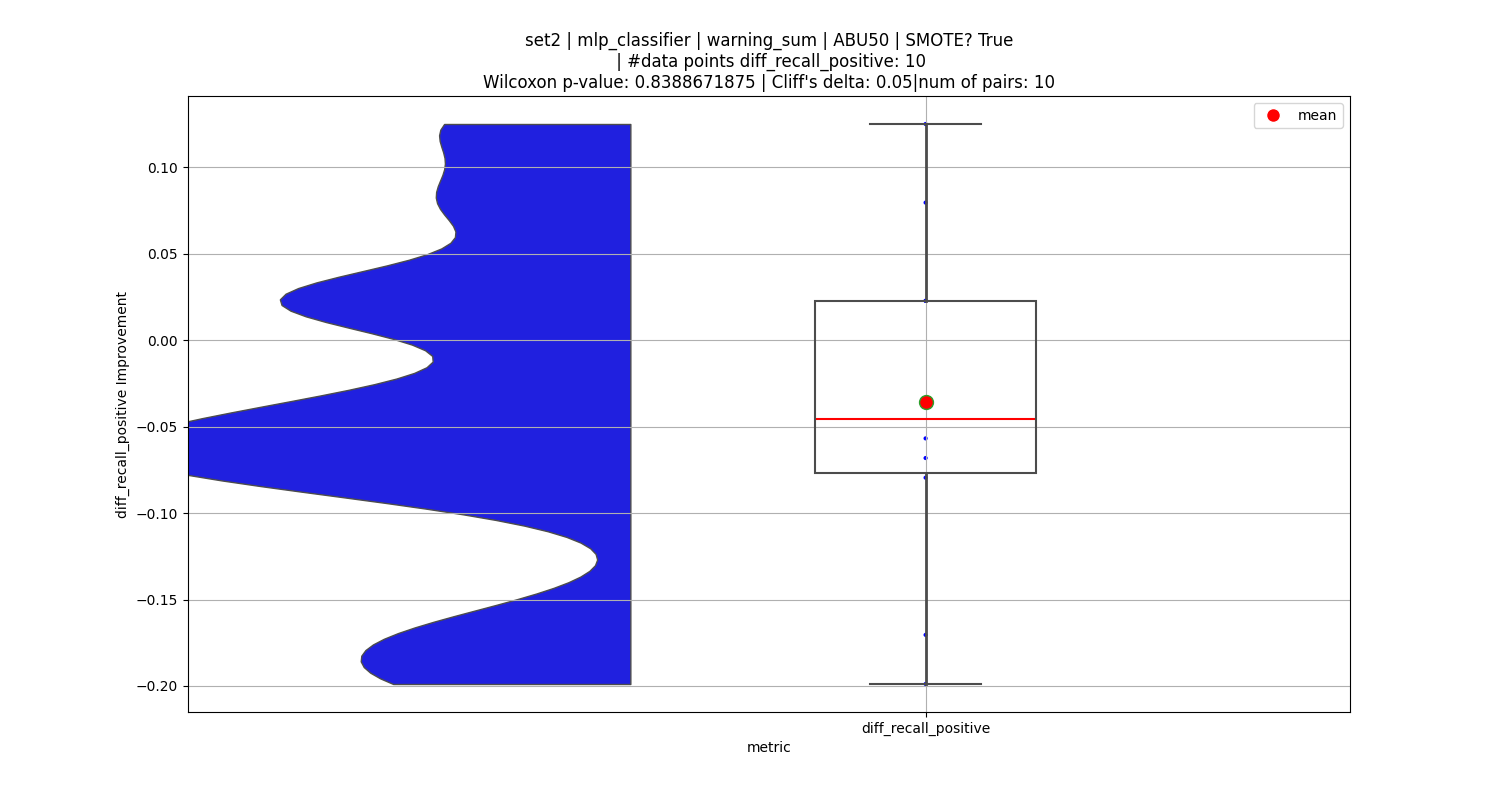 set2 | mlp_classifier | warning_sum | ABU50 | SMOTE? True
| #data points diff_recall_positive: 10
Wilcoxon p-value: 0.8388671875 | Cliff's delta: 0.05|num of pairs: 10
mean
0.10
0.05
0.00
−0.05
−0.10
−0.15
−0.20
diff_recall_positive Improvement
diff_recall_positive
metric